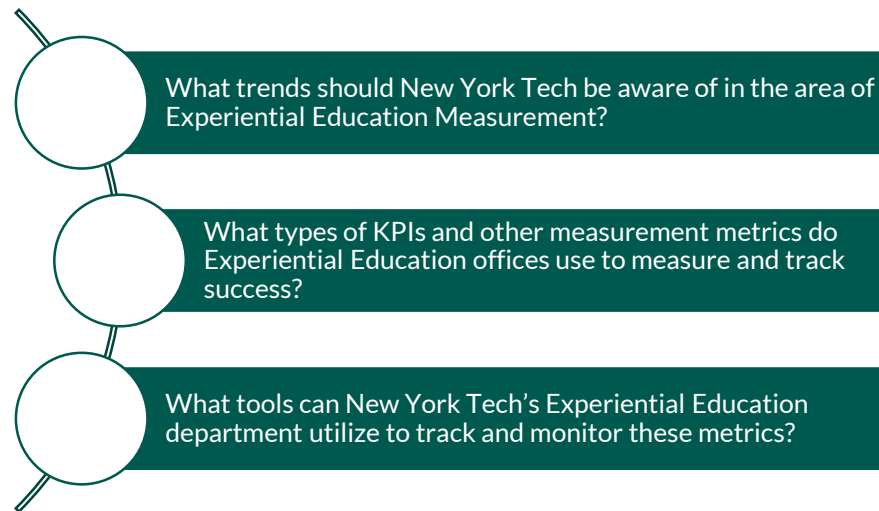 What trends should New York Tech be aware of in the area of
Experiential Education Measurement?
What types of KPIs and other measurement metrics do
Experiential Education offices use to measure and track
success?
What tools can New York Tech’s Experiential Education
department utilize to track and monitor these metrics?